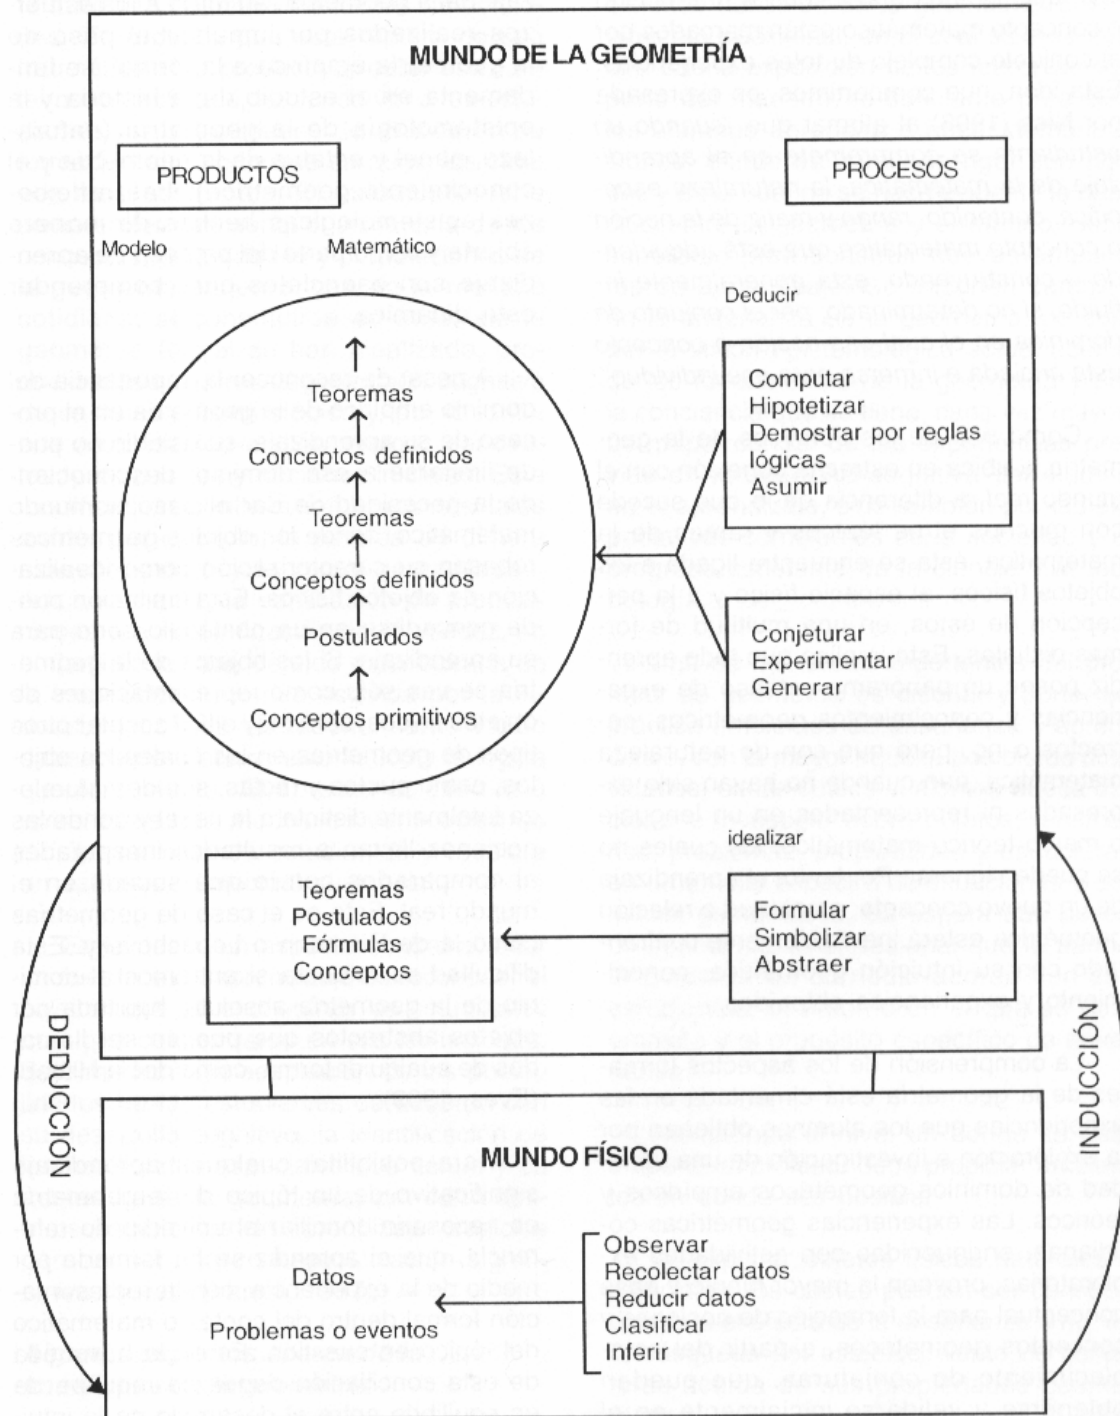 MUNDO DE LA GEOMETRÍA
PRODUCTOS
PROCESOS
Modelo
Matemático
Teoremas
Conceptos definidos
Teoremas
Conceptos definidos
Postulados
Conceptos primitivos
Deducir
Computar
Hipotetizar
Demostrar por reglas
lógicas
Asumir
Conjeturar
Experimentar
Generar
idealizar
Teoremas
Postulados
Fórmulas
Conceptos
Formular
Simbolizar
Abstraer
DEDUCCIÓN
INDUCCIÓN
MUNDO FÍSICO
Datos
Problemas o eventos
Observar
Recolectar datos
Reducir datos
Clasificar
Inferir